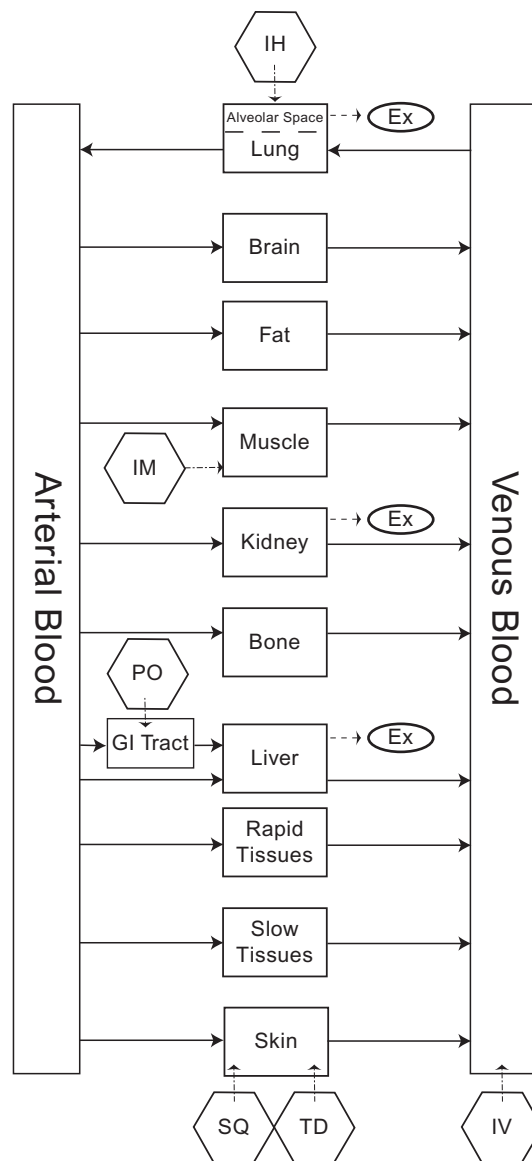 IH
Alveolar Space
Ex
Lung
Brain
Fat
Muscle
IM
Ex
Kidney
Bone
PO
GI Tract
Liver
Ex
Rapid
Tissues
Slow
Tissues
Skin
SQ
TD
IV
Arterial Blood
Venous Blood